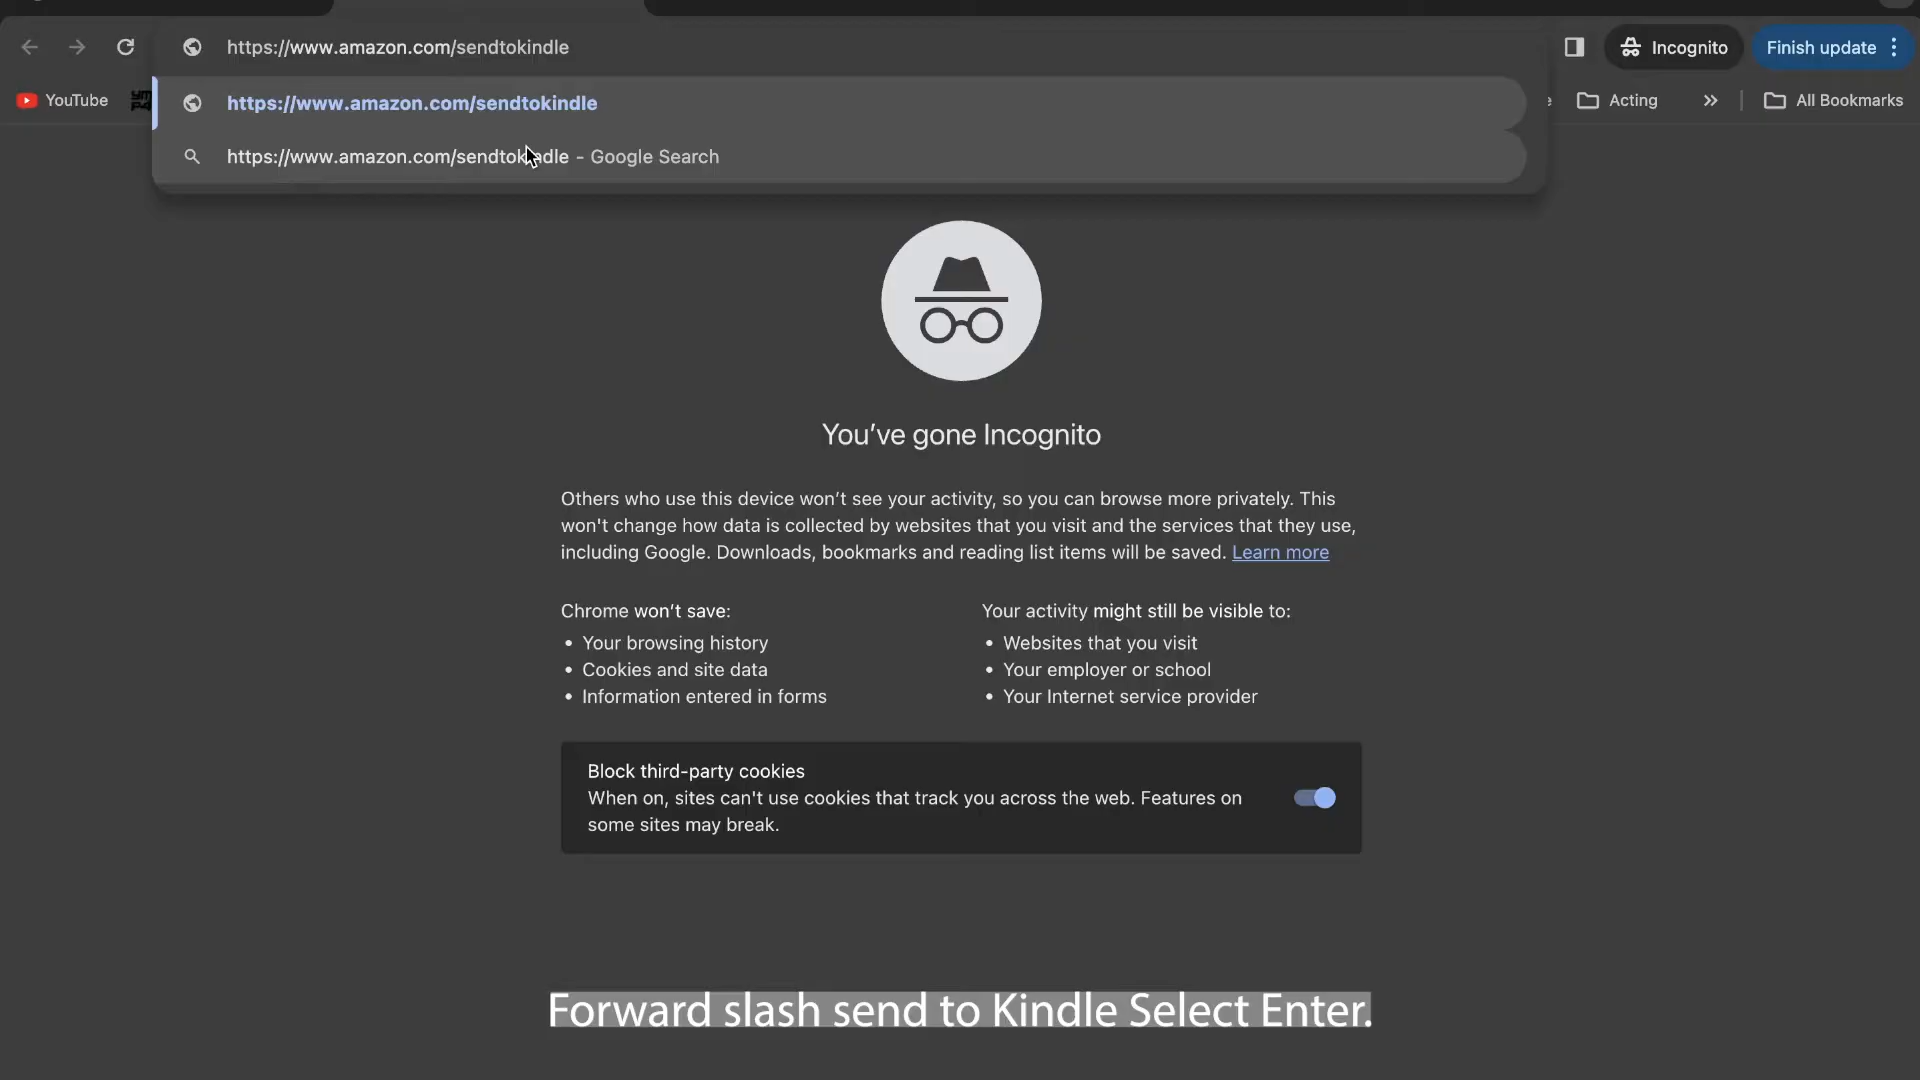 https://www.amazon.com/sendtokindle
Incognito
Finish update
YouTube
https://www.amazon.com/sendtokindle
Acting
All Bookmarks
https://www.amazon.com/sendtokindle - Google Search
You've gone Incognito
Others who use this device won't see your activity, so you can browse more privately. This
won't change how data is collected by websites that you visit and the services that they use,
including Google. Downloads, bookmarks and reading list items will be saved. Learn more
Chrome won't save:
• Your browsing history
• Cookies and site data
• Information entered in forms
Your activity might still be visible to:
• Websites that you visit
• Your employer or school
• Your Internet service provider
Block third-party cookies
When on, sites can't use cookies that track you across the web. Features on
some sites may break.
Forward slash send to Kindle Select Enter.